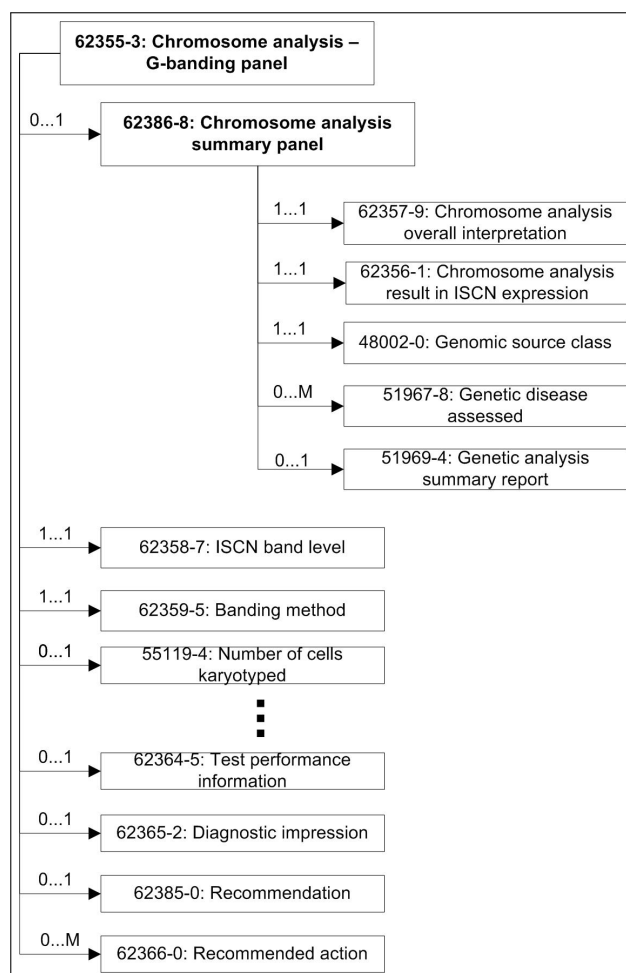 62355-3: Chromosome analysis –
G-banding panel
0...1
62386-8: Chromosome analysis
summary panel
1...1
62357-9: Chromosome analysis
overall interpretation
1...1
62356-1: Chromosome analysis
result in ISCN expression
1...1
48002-0: Genomic source class
0...M
51967-8: Genetic disease
assessed
0...1
51969-4: Genetic analysis
summary report
1...1
62358-7: ISCN band level
1...1
62359-5: Banding method
0...1
55119-4: Number of cells
karyotyped
0...1
62364-5: Test performance
information
0...1
62365-2: Diagnostic impression
0...1
62385-0: Recommendation
0...M
62366-0: Recommended action